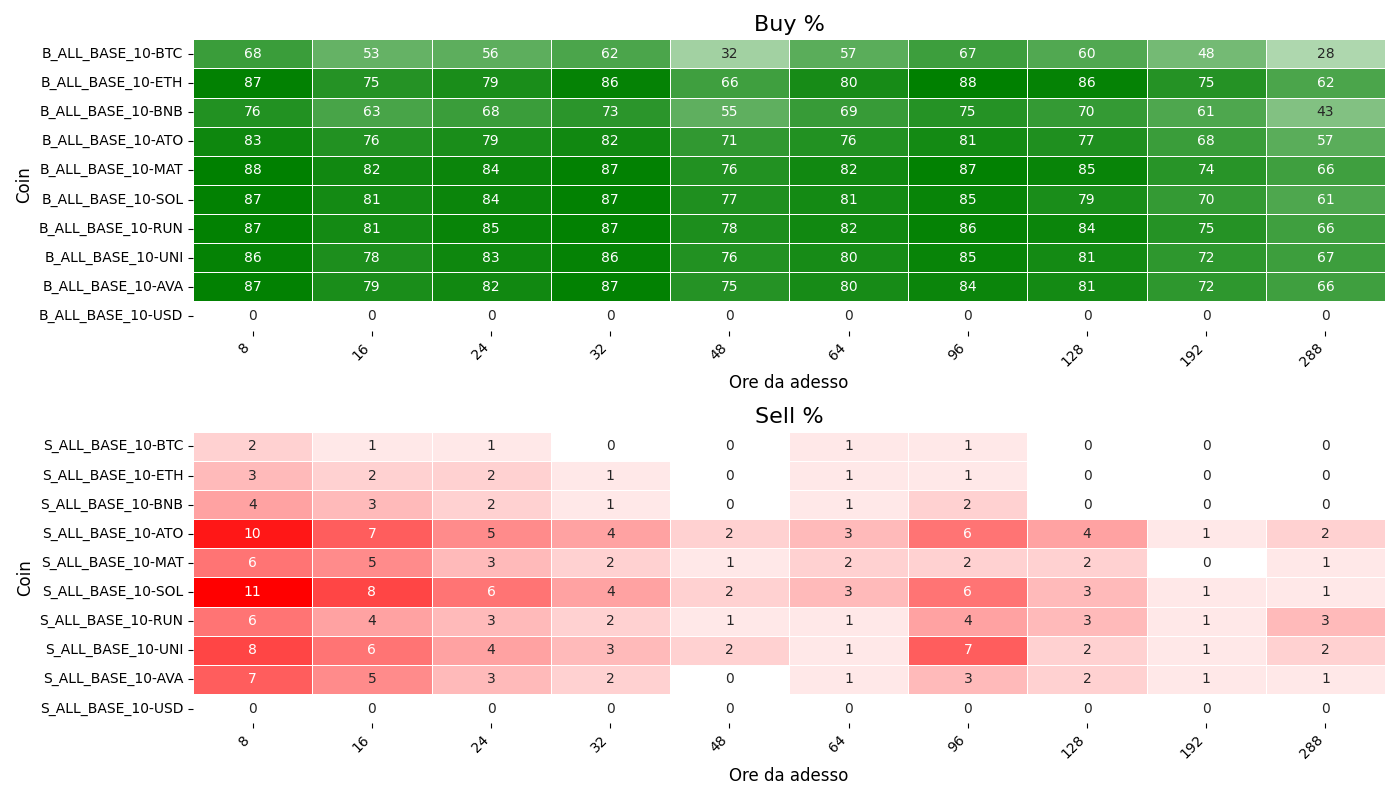 Buy %
Coin
B_ALL_BASE_10-BTC 68 53 56 62 32 57 67 60 48 28
B_ALL_BASE_10-ETH 87 75 79 86 66 80 88 86 75 62
B_ALL_BASE_10-BNB 76 63 68 73 55 69 75 70 61 43
B_ALL_BASE_10-ATO 83 76 79 82 71 76 81 77 68 57
B_ALL_BASE_10-MAT 88 82 84 87 76 82 87 85 74 66
B_ALL_BASE_10-SOL 87 81 84 87 77 81 85 79 70 61
B_ALL_BASE_10-RUN 87 81 85 87 78 82 86 84 75 66
B_ALL_BASE_10-UNI 86 78 83 86 76 80 85 81 72 67
B_ALL_BASE_10-AVA 87 79 82 87 75 80 84 81 72 66
B_ALL_BASE_10-USD 0 0 0 0 0 0 0 0 0 0
8 16 24 32 48 64 96 128 192 288
Ore da adesso
Sell %
Coin
S_ALL_BASE_10-BTC 2 1 1 0 0 1 1 0 0 0
S_ALL_BASE_10-ETH 3 2 2 1 0 1 1 0 0 0
S_ALL_BASE_10-BNB 4 3 2 1 0 1 2 0 0 0
S_ALL_BASE_10-ATO 10 7 5 4 2 3 6 4 1 2
S_ALL_BASE_10-MAT 6 5 3 2 1 2 2 2 0 1
S_ALL_BASE_10-SOL 11 8 6 4 2 3 6 3 1 1
S_ALL_BASE_10-RUN 6 4 3 2 1 1 4 3 1 3
S_ALL_BASE_10-UNI 8 6 4 3 2 1 7 2 1 2
S_ALL_BASE_10-AVA 7 5 3 2 0 1 3 2 1 1
S_ALL_BASE_10-USD 0 0 0 0 0 0 0 0 0 0
8 16 24 32 48 64 96 128 192 288
Ore da adesso